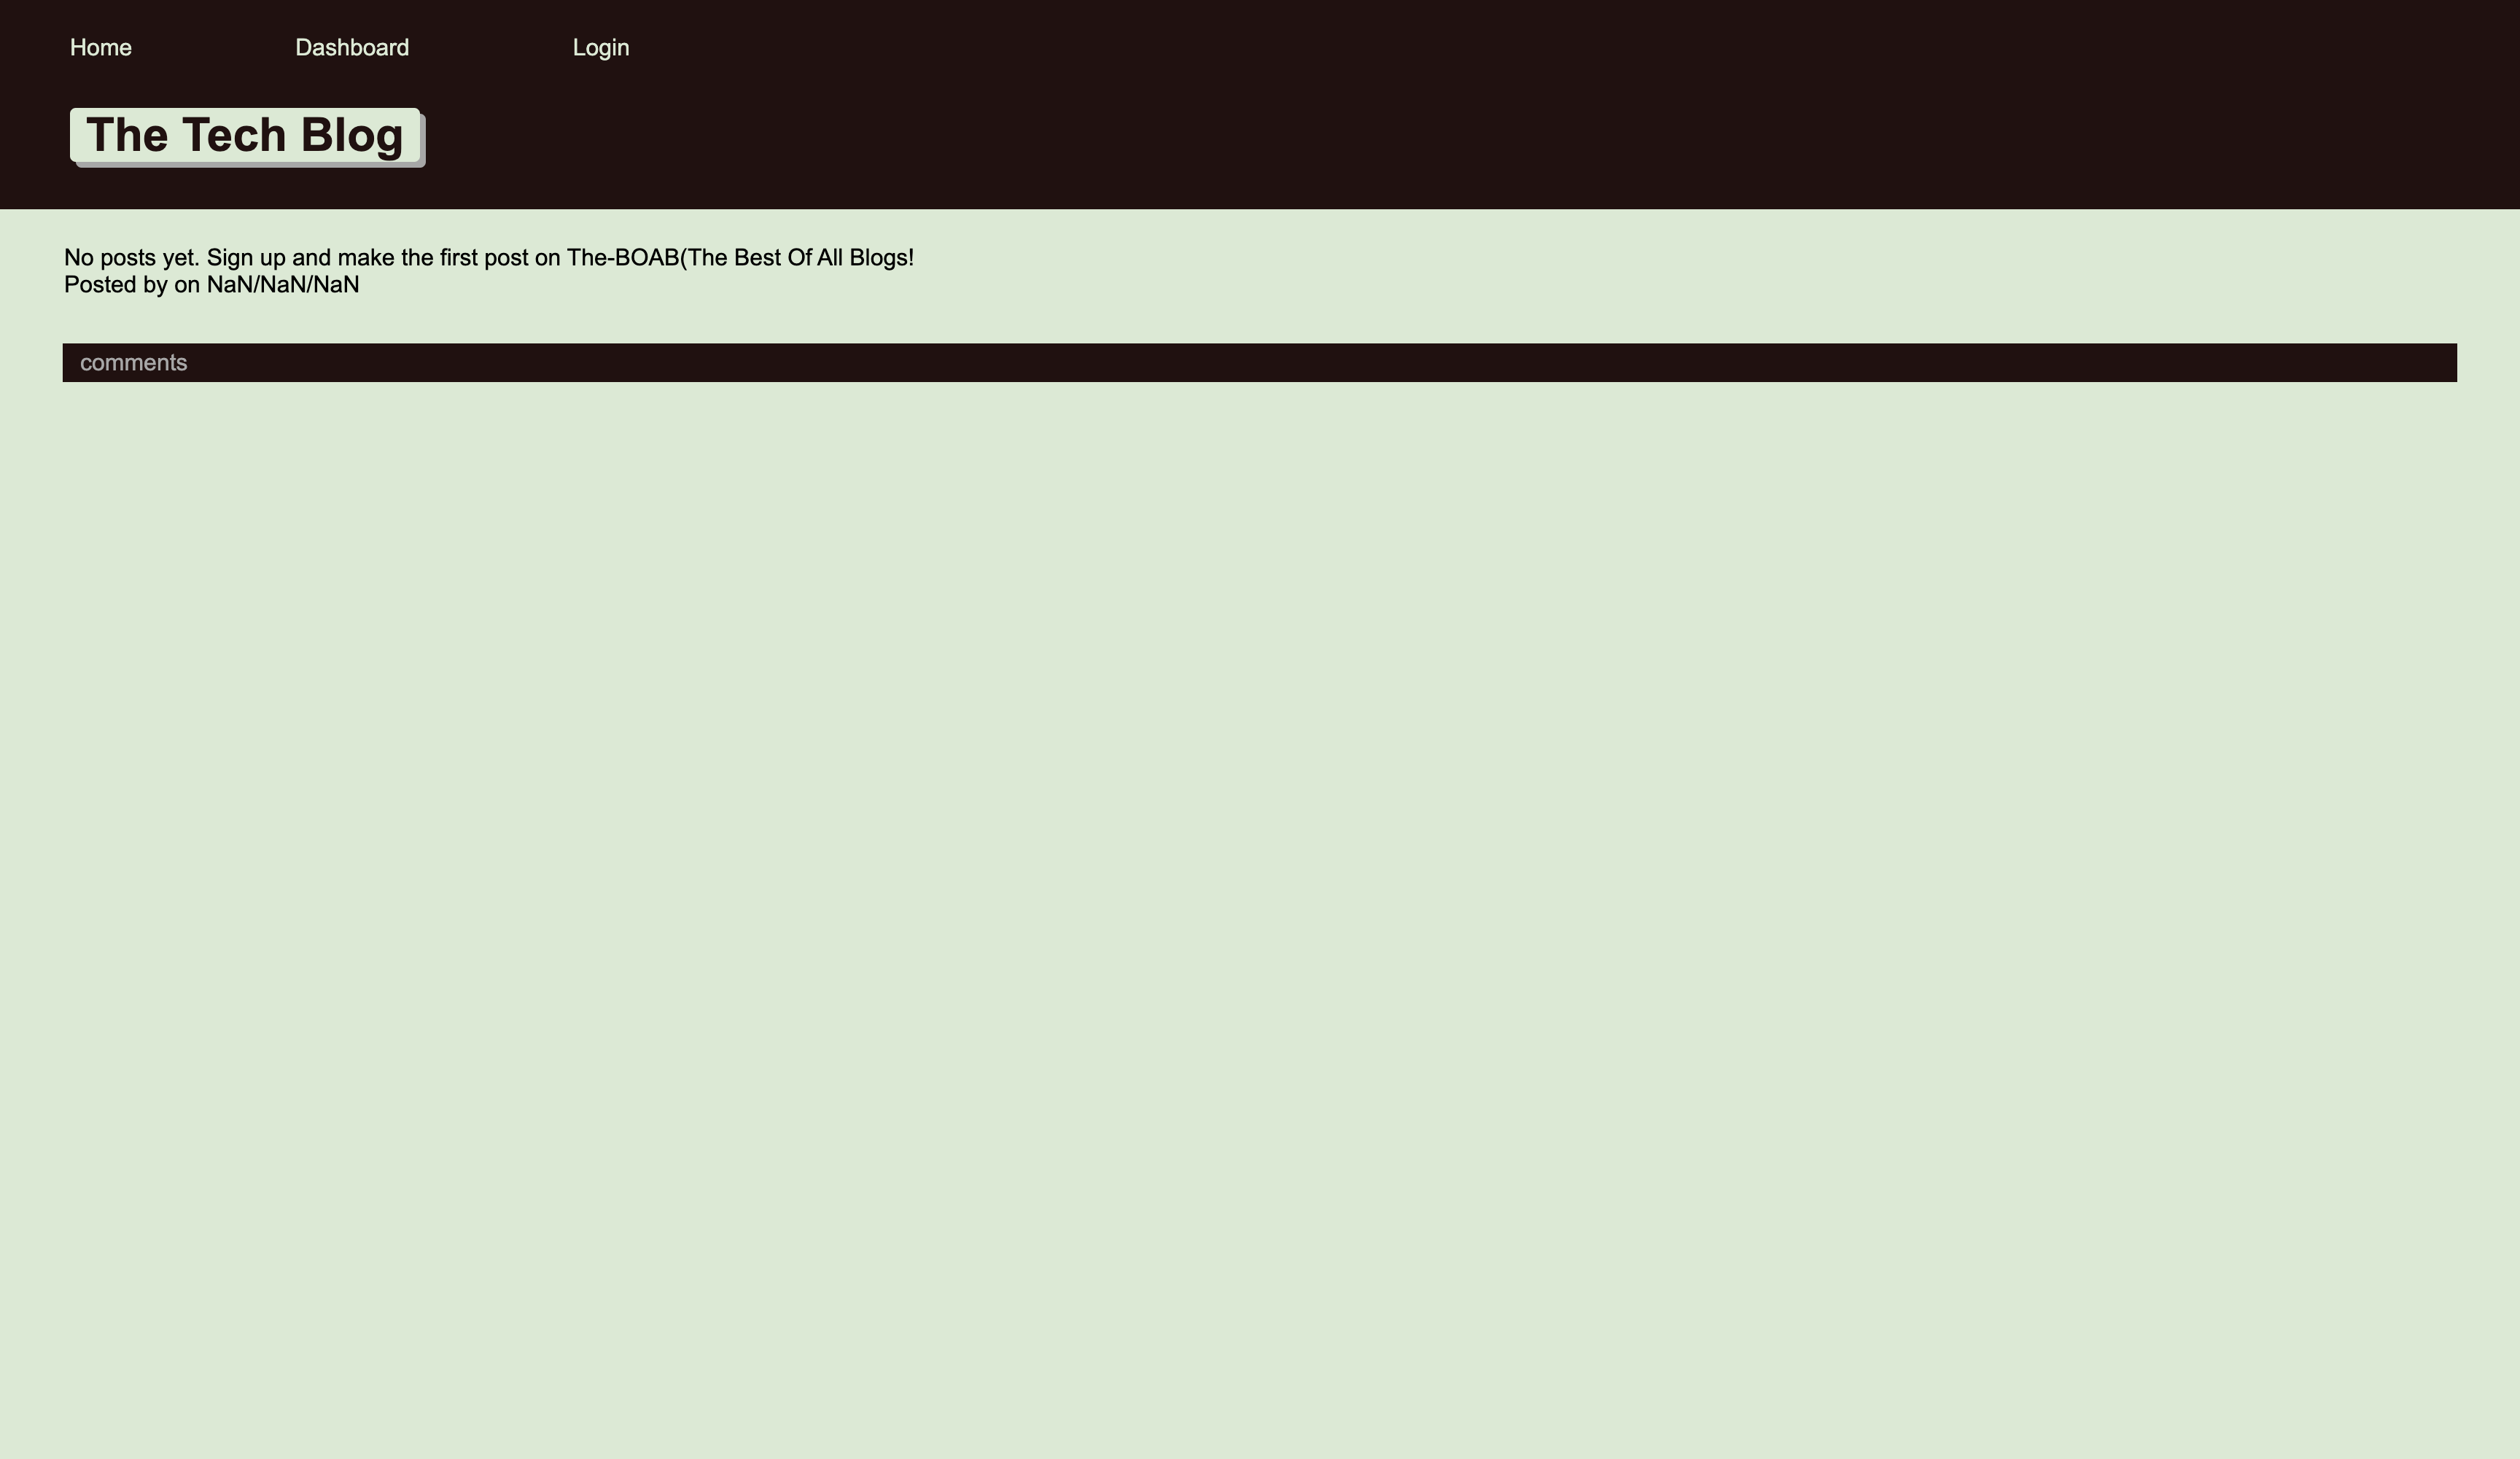 Home Dashboard Login
The Tech Blog
No posts yet. Sign up and make the first post on The-BOAB(The Best Of All Blogs!
Posted by on NaN/NaN/NaN
comments